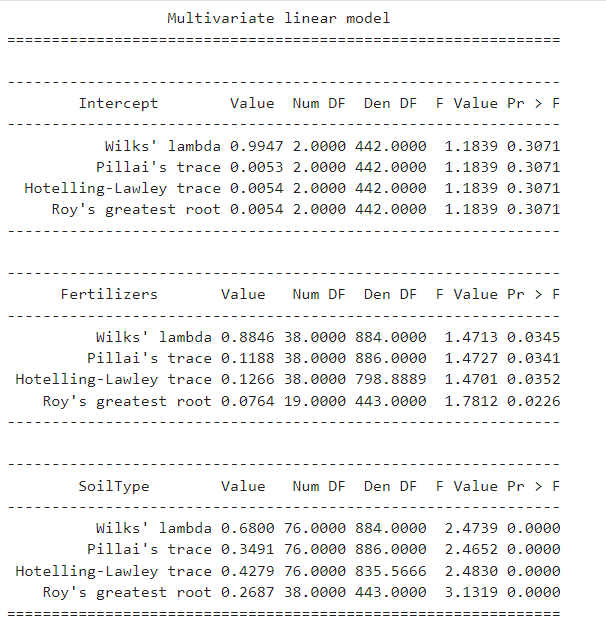 Multivariate linear model
==============================================================
--------------------------------------------------------------
Intercept Value Num DF Den DF F Value Pr > F
--------------------------------------------------------------
Wilks' lambda 0.9947 2.0000 442.0000 1.1839 0.3071
Pillai's trace 0.0053 2.0000 442.0000 1.1839 0.3071
Hotelling-Lawley trace 0.0054 2.0000 442.0000 1.1839 0.3071
Roy's greatest root 0.0054 2.0000 442.0000 1.1839 0.3071
--------------------------------------------------------------
--------------------------------------------------------------
Fertilizers Value Num DF Den DF F Value Pr > F
--------------------------------------------------------------
Wilks' lambda 0.8846 38.0000 884.0000 1.4713 0.0345
Pillai's trace 0.1188 38.0000 886.0000 1.4727 0.0341
Hotelling-Lawley trace 0.1266 38.0000 798.8889 1.4701 0.0352
Roy's greatest root 0.0764 19.0000 443.0000 1.7812 0.0226
--------------------------------------------------------------
--------------------------------------------------------------
SoilType Value Num DF Den DF F Value Pr > F
--------------------------------------------------------------
Wilks' lambda 0.6800 76.0000 884.0000 2.4739 0.0000
Pillai's trace 0.3491 76.0000 886.0000 2.4652 0.0000
Hotelling-Lawley trace 0.4279 76.0000 835.5666 2.4830 0.0000
Roy's greatest root 0.2687 38.0000 443.0000 3.1319 0.0000
==============================================================